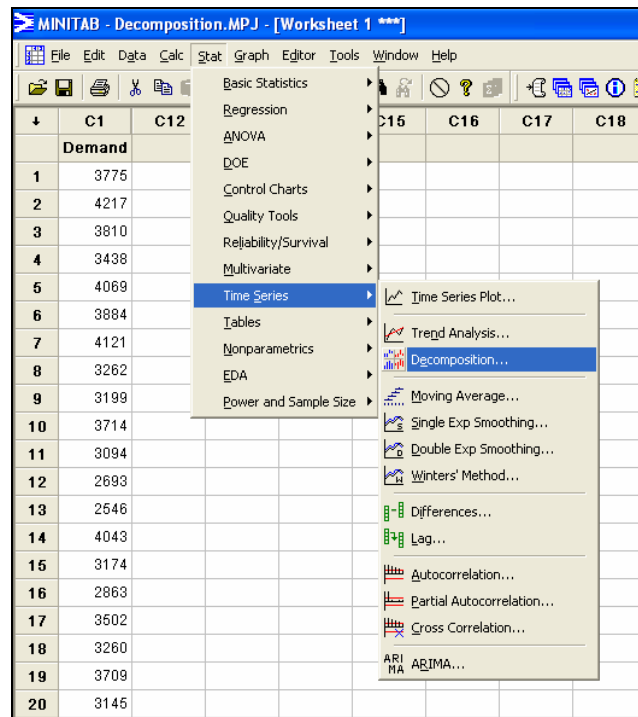 MINITAB - Decomposition.MPJ - [Worksheet 1 ***]
File Edit Data Calc Stat Graph Editor Tools Window Help
C1 C12 C15 C16 C17 C18
Demand
1 3775
2 4217
3 3810
4 3438
5 4069
6 3884
7 4121
8 3262
9 3199
10 3714
11 3094
12 2693
13 2546
14 4043
15 3174
16 2863
17 3502
18 3260
19 3709
20 3145
Basic Statistics
Regression
ANOVA
DOE
Control Charts
Quality Tools
Reliability/Survival
Multivariate
Time Series
Tables
Nonparametrics
EDA
Power and Sample Size
Time Series Plot...
Trend Analysis...
Decomposition...
Moving Average...
Single Exp Smoothing...
Double Exp Smoothing...
Winters' Method...
Differences...
Lag...
Autocorrelation...
Partial Autocorrelation...
Cross Correlation...
ARIMA...